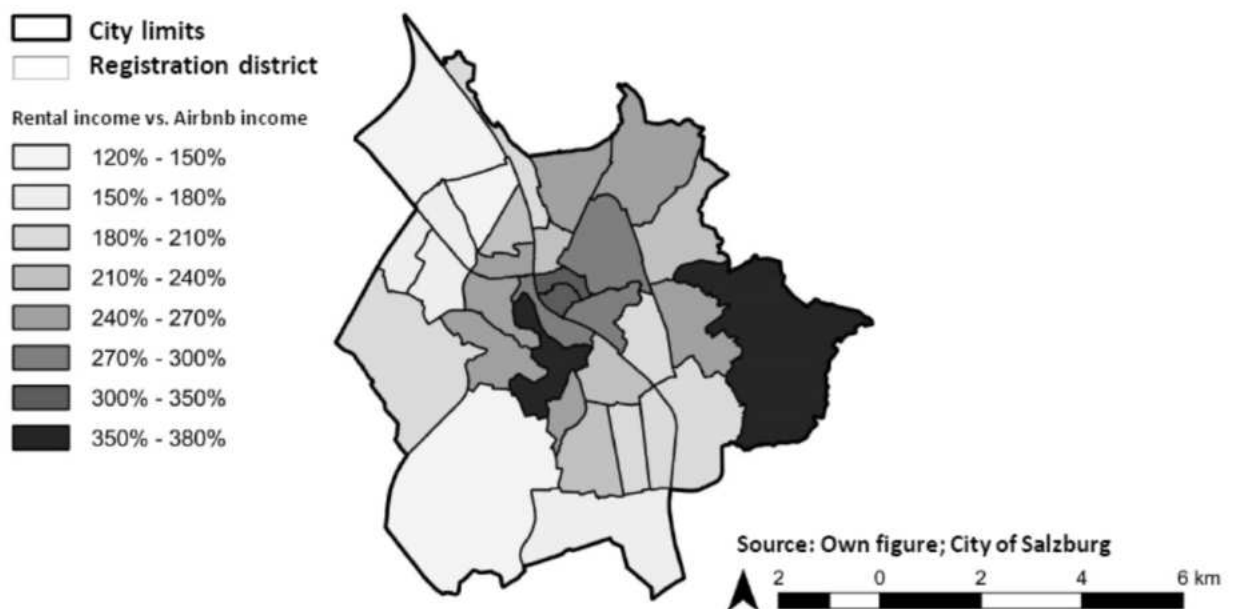 City limits
Registration district
Rental income vs. Airbnb income
120% - 150%
150% - 180%
180% - 210%
210% - 240%
240% - 270%
270% - 300%
300% - 350%
350% - 380%
Source: Own figure; City of Salzburg
2 0 2 4 6 km